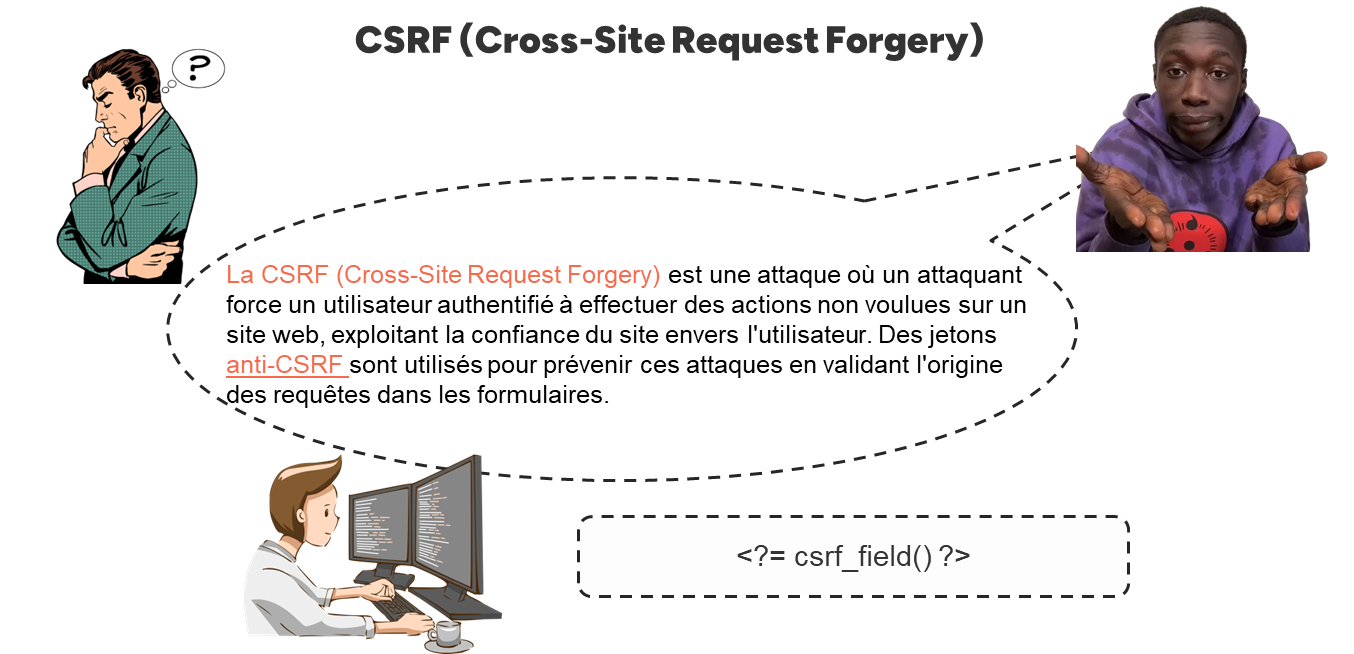 CSRF (Cross-Site Request Forgery)
?
La CSRF (Cross-Site Request Forgery) est une attaque où un attaquant
force un utilisateur authentifié à effectuer des actions non voulues sur un
site web, exploitant la confiance du site envers l'utilisateur. Des jetons
anti-CSRF sont utilisés pour prévenir ces attaques en validant l'origine
des requêtes dans les formulaires.
<?= csrf_field() ?>